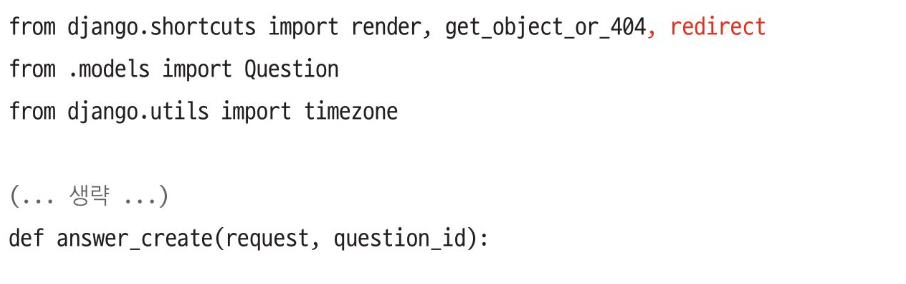 from django.shortcuts import render, get_object_or_404, redirect
from .models import Question
from django.utils import timezone
(... 생략 ...)
def answer_create(request, question_id):